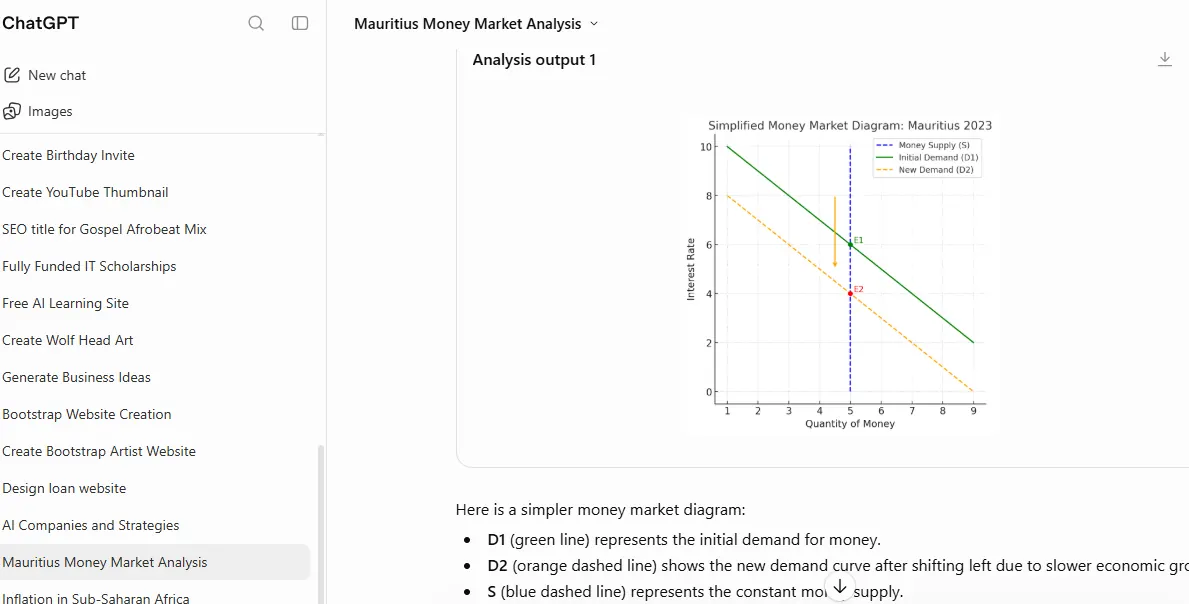 ChatGPT
New chat
Images
Create Birthday Invite
Create YouTube Thumbnail
SEO title for Gospel Afrobeat Mix
Fully Funded IT Scholarships
Free AI Learning Site
Create Wolf Head Art
Generate Business Ideas
Bootstrap Website Creation
Create Bootstrap Artist Website
Design loan website
AI Companies and Strategies
Mauritius Money Market Analysis
Inflation in Sub-Saharan Africa
Mauritius Money Market Analysis
Analysis output 1
Simplified Money Market Diagram: Mauritius 2023
Money Supply (S)
Initial Demand (D1)
New Demand (D2)
10
8
6
4
2
0
Interest Rate
E1
E2
1 2 3 4 5 6 7 8 9
Quantity of Money
Here is a simpler money market diagram:
• D1 (green line) represents the initial demand for money.
• D2 (orange dashed line) shows the new demand curve after shifting left due to slower economic
• S (blue dashed line) represents the constant supply.